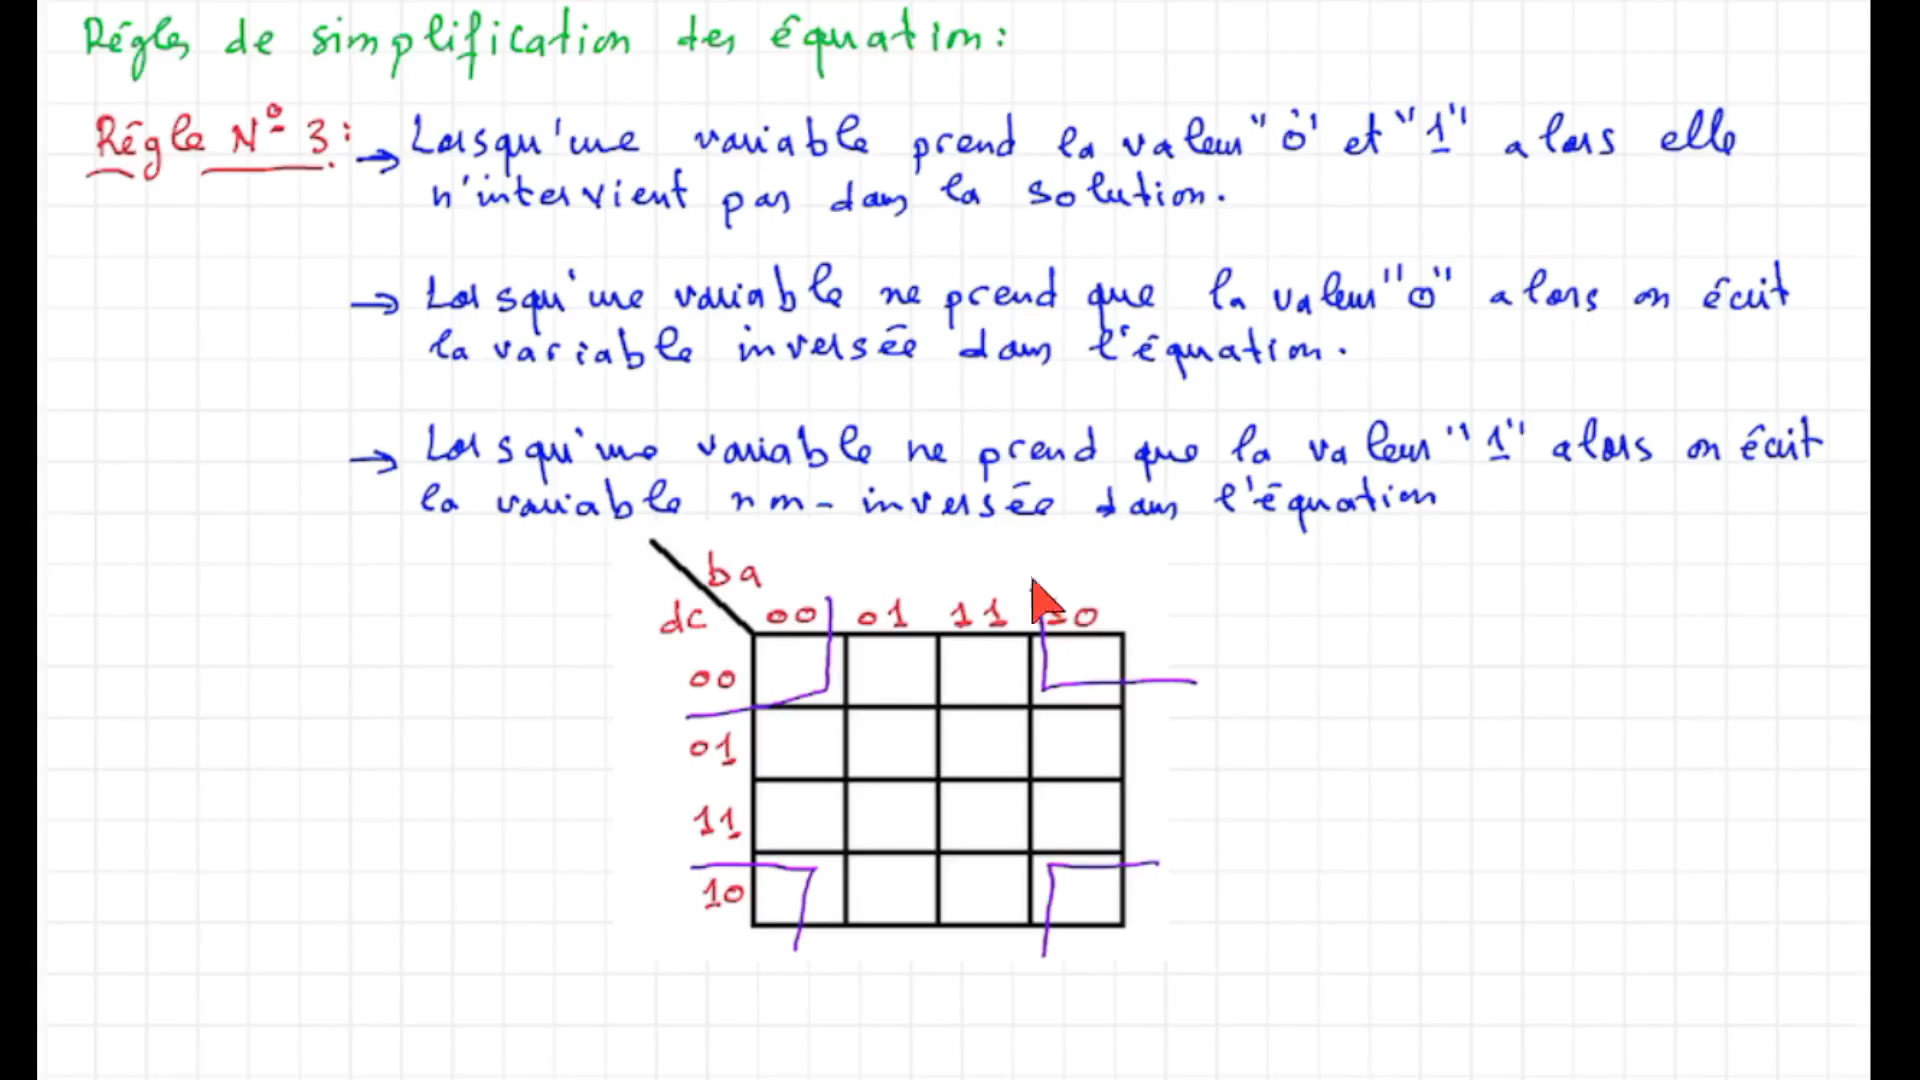 Régles de simplification des équation:
Régle N° 3: → Lorsqu'une variable prend la valeur "0" et "1" alors elle
n'intervient pas dans la solution.
→ Lorsqu'une variable ne prend que la valeur "0" alors on écrit
la variable inversée dans l'équation.
→ Lorsqu'une variable ne prend que la valeur "1" alors on écrit
la variable non-inversée dans l'équation
ba
dc 00 01 11 10
00
01
11
10